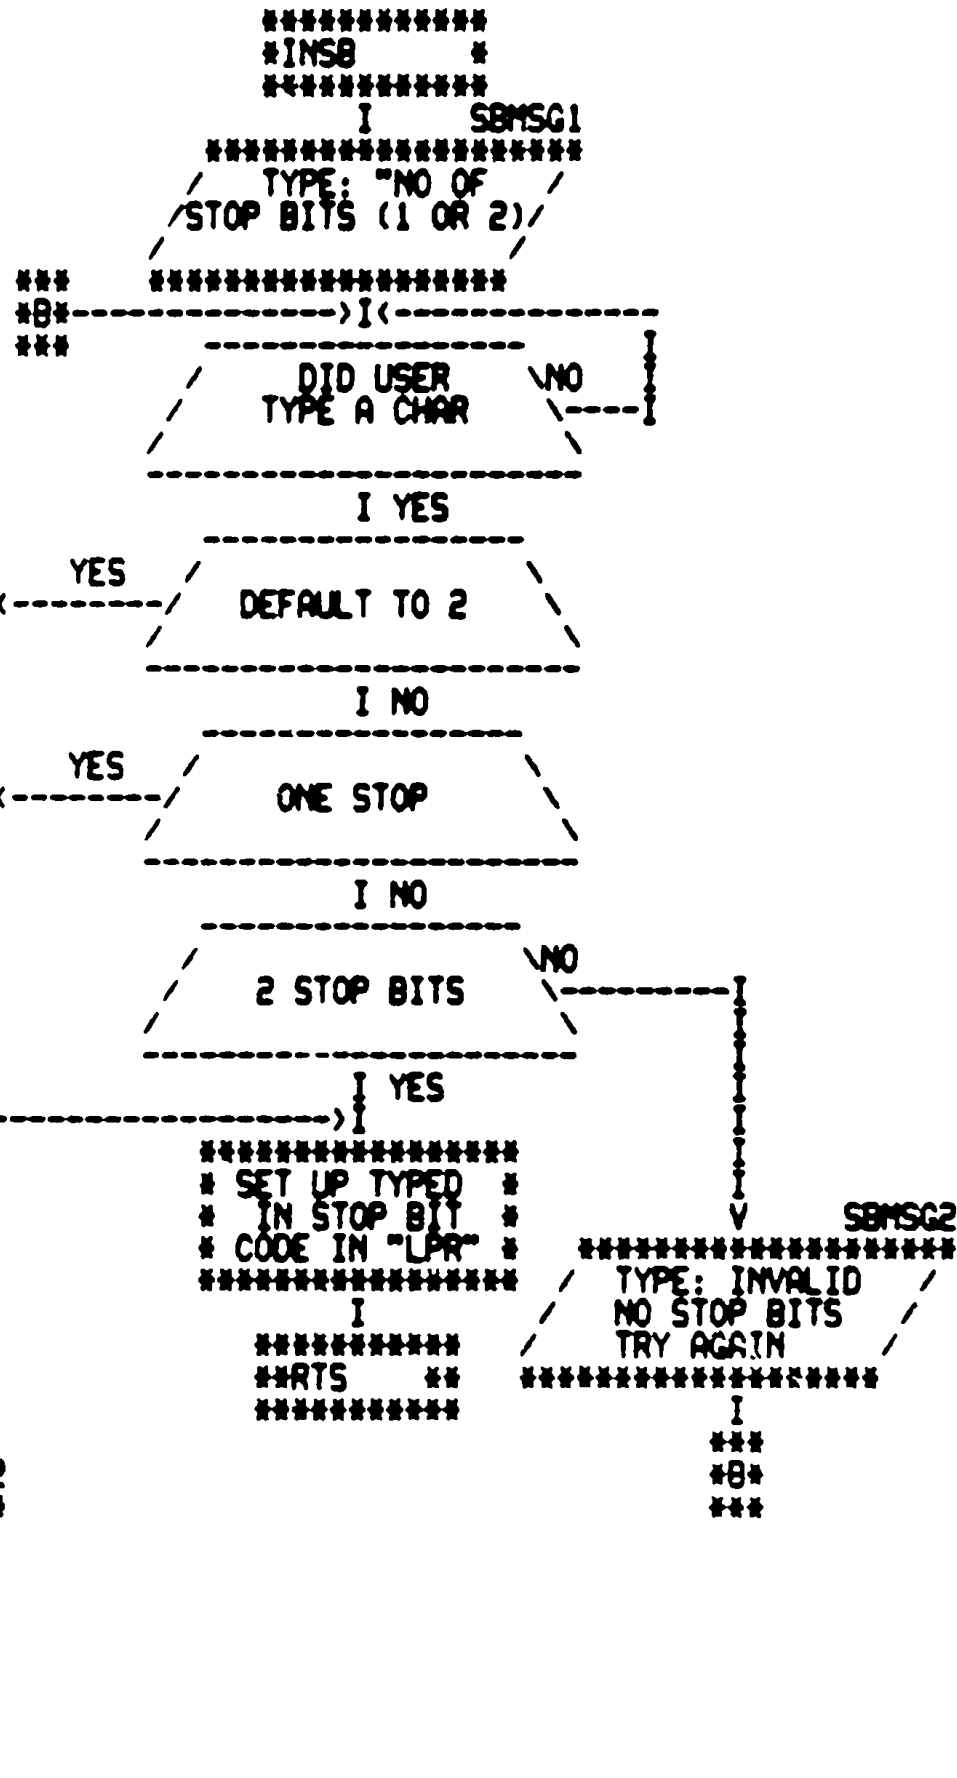 *INSB *
I SBMSG1
TYPE: "NO OF
STOP BITS (1 OR 2)
*B*------------->I<--------------
DID USER NO
TYPE A CHAR
I YES
YES
DEFAULT TO 2
I NO
YES
ONE STOP
I NO
NO
2 STOP BITS
I YES
SET UP TYPED
IN STOP BIT
CODE IN "LPR"
I
**RTS **
V SBMSG2
TYPE: INVALID
NO STOP BITS
TRY AGAIN
I
*B*